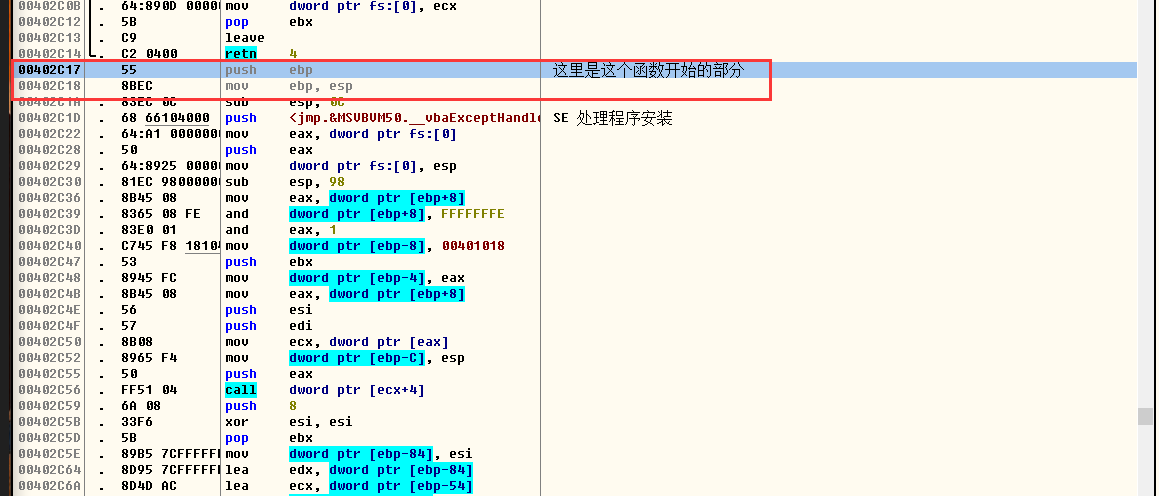 00402C0B . 64:890D 0000 mov dword ptr fs:[0], ecx
00402C12 . 5B pop ebx
00402C13 . C9 leave
00402C14 . C2 0400 retn 4
00402C17 55 push ebp 这里是这个函数开始的部分
00402C18 8BEC mov ebp, esp
00402C1A . 83EC 0C sub esp, 0C
00402C1D . 68 66104000 push <jmp.&MSVBVM50.__vbaExceptHandle SE 处理程序安装
00402C22 . 64:A1 0000000 mov eax, dword ptr fs:[0]
00402C28 . 50 push eax
00402C29 . 64:8925 0000 mov dword ptr fs:[0], esp
00402C30 . 81EC 98000000 sub esp, 98
00402C36 . 8B45 08 mov eax, dword ptr [ebp+8]
00402C39 . 8365 08 FE and dword ptr [ebp+8], FFFFFFFE
00402C3D . 83E0 01 and eax, 1
00402C40 . C745 F8 1810 mov dword ptr [ebp-8], 00401018
00402C47 . 53 push ebx
00402C48 . 8945 FC mov dword ptr [ebp-4], eax
00402C4B . 8B45 08 mov eax, dword ptr [ebp+8]
00402C4E . 56 push esi
00402C4F . 57 push edi
00402C50 . 8B08 mov ecx, dword ptr [eax]
00402C52 . 8965 F4 mov dword ptr [ebp-C], esp
00402C55 . 50 push eax
00402C56 . FF51 04 call dword ptr [ecx+4]
00402C59 . 6A 08 push 8
00402C5B . 33F6 xor esi, esi
00402C5D . 5B pop ebx
00402C5E . 89B5 7CFFFFFF mov dword ptr [ebp-84], esi
00402C64 . 8D95 7CFFFFFF lea edx, dword ptr [ebp-84]
00402C6A . 8D4D AC lea ecx, dword ptr [ebp-54]